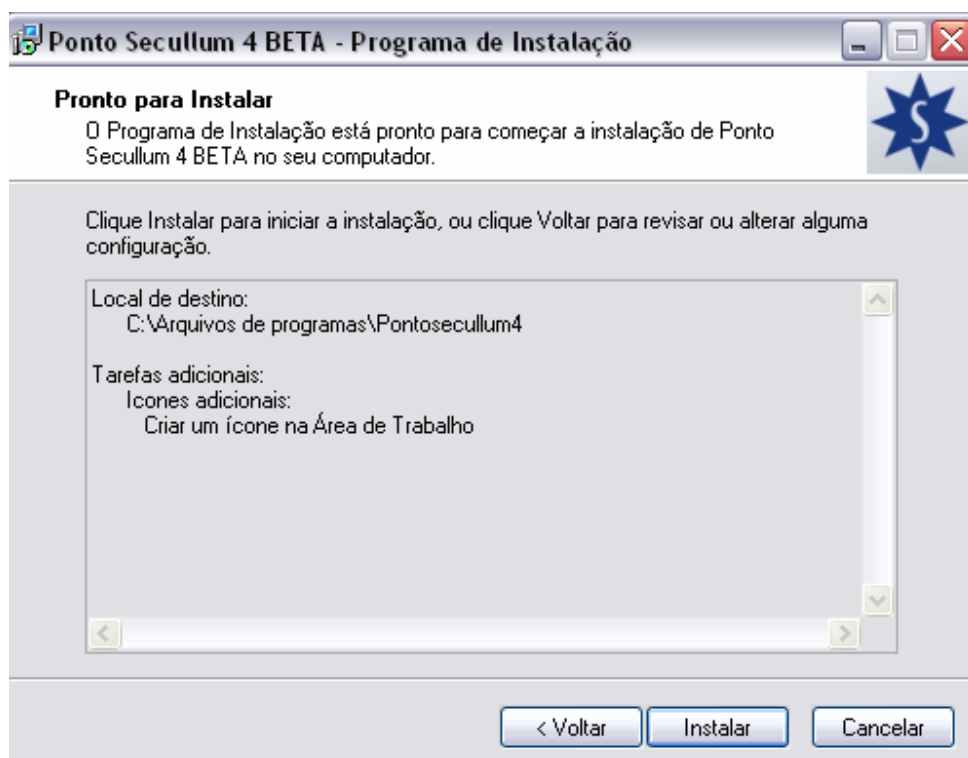 Ponto Secullum 4 BETA - Programa de Instalação
Pronto para Instalar
O Programa de Instalação está pronto para começar a instalação de Ponto
Secullum 4 BETA no seu computador.
S
Clique Instalar para iniciar a instalação, ou clique Voltar para revisar ou alterar alguma
configuração.
Local de destino:
C:\Arquivos de programas\Pontosecullum4
Tarefas adicionais:
Icones adicionais:
Criar um ícone na Área de Trabalho
< Voltar
Instalar
Cancelar